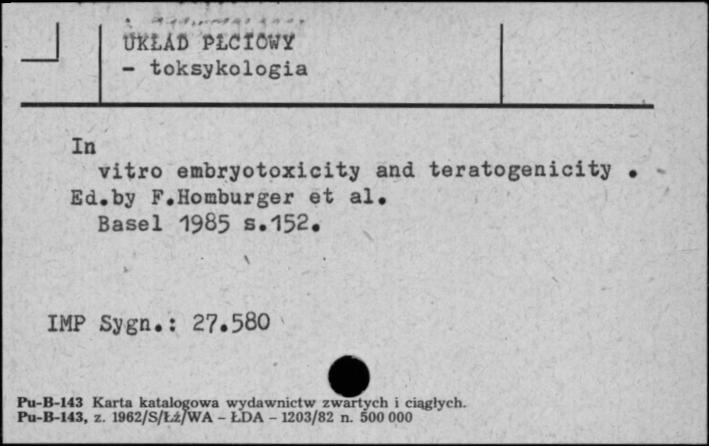 UKŁAD PŁCIOWY
- toksykologia
In
vitro embryotoxicity and teratogenicity .
Ed.by F.Homburger et al.
Basel 1985 s.152.
IMP Sygn.: 27.580
Pu-B-143 Karta katalogowa wydawnictw zwartych i ciągłych.
Pu-B-143, z. 1962/S/Łż/WA - ŁDA - 1203/82 n. 500 000